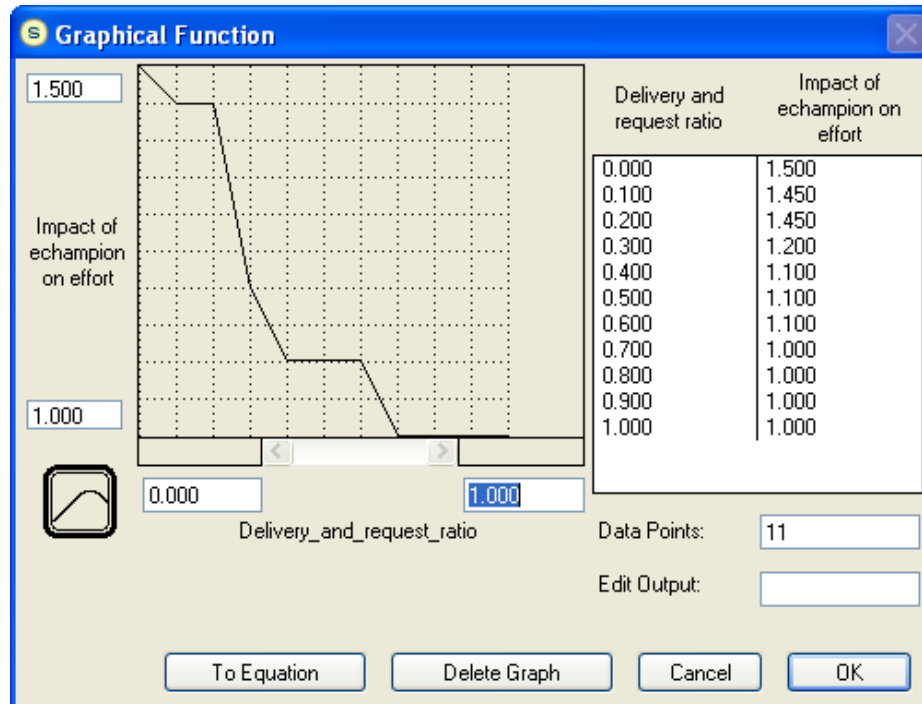 S Graphical Function
1.500
Impact of
echampion
on effort
1.000
0.000
1.000
Delivery_and_request_ratio
Delivery and
request ratio
Impact of
echampion on
effort
0.000 1.500
0.100 1.450
0.200 1.450
0.300 1.200
0.400 1.100
0.500 1.100
0.600 1.100
0.700 1.000
0.800 1.000
0.900 1.000
1.000 1.000
Data Points: 11
Edit Output:
To Equation
Delete Graph
Cancel
OK